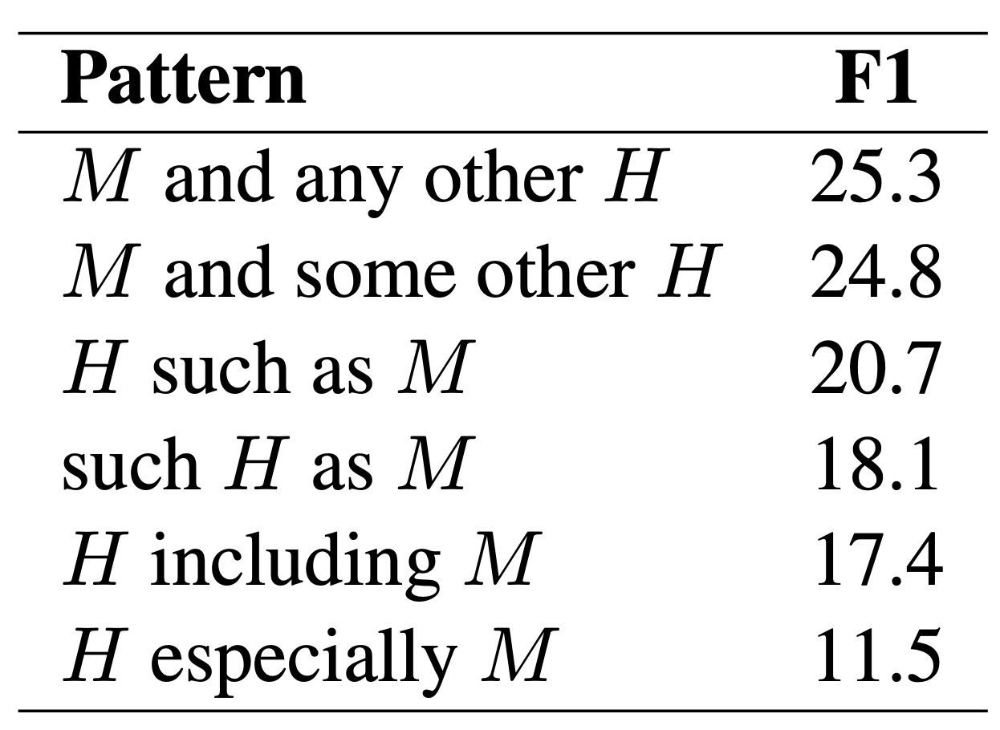 Pattern F1
M and any other H 25.3
M and some other H 24.8
H such as M 20.7
such H as M 18.1
H including M 17.4
H especially M 11.5